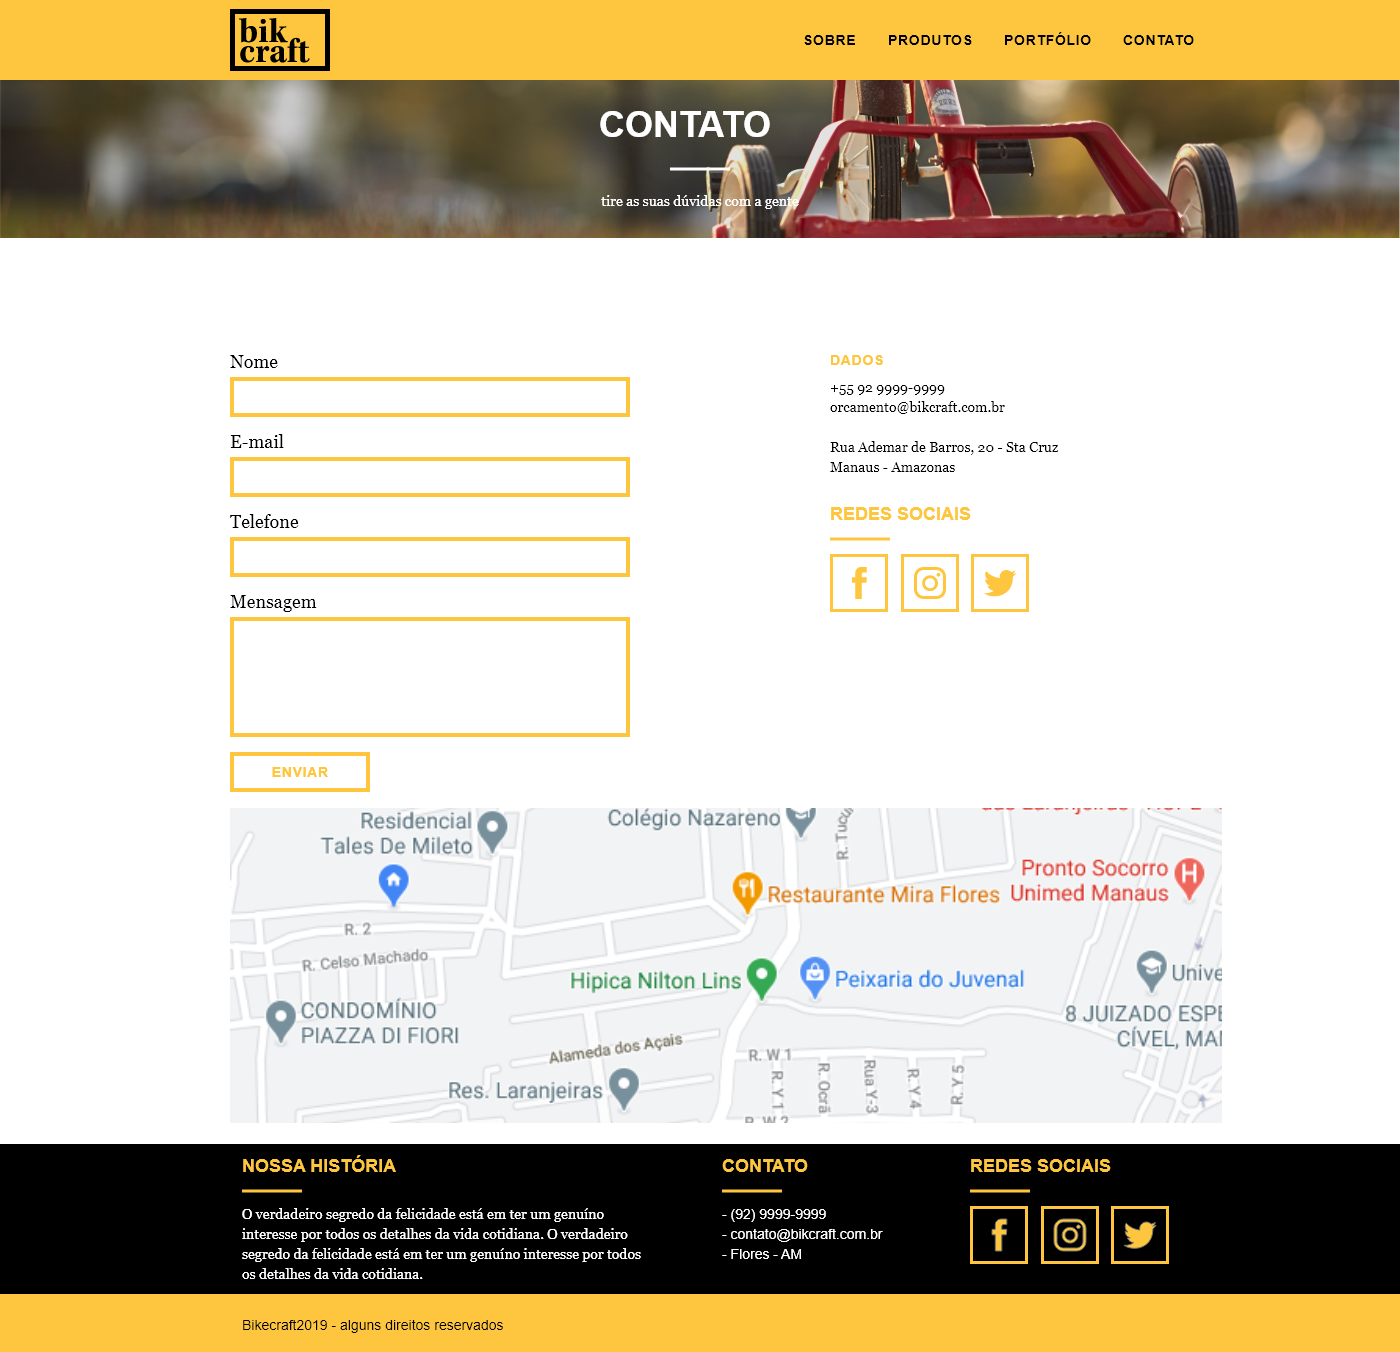 bik
craft
SOBRE PRODUTOS PORTFÓLIO CONTATO
CONTATO
tire as suas dúvidas com a gente
Nome
E-mail
Telefone
Mensagem
ENVIAR
DADOS
+55 92 9999-9999
orcamento@bikcraft.com.br
Rua Ademar de Barros, 20 - Sta Cruz
Manaus - Amazonas
REDES SOCIAIS
Residencial
Tales De Mileto
Colégio Nazareno
Pronto Socorro
Unimed Manaus
Restaurante Mira Flores
R. 2
R. Celso Machado
Hipica Nilton Lins
Peixaria do Juvenal
Unive
CONDOMÍNIO
PIAZZA DI FIORI
8 JUIZADO ESPE
CÍVEL, MAN
Alameda dos Açais
Res. Laranjeiras
R. W 1
R. Y 1
R. Ocrã
Rua Y-3
R. Y 4
R. Y 5
R. W 2
NOSSA HISTÓRIA
O verdadeiro segredo da felicidade está em ter um genuíno
interesse por todos os detalhes da vida cotidiana. O verdadeiro
segredo da felicidade está em ter um genuíno interesse por todos
os detalhes da vida cotidiana.
CONTATO
- (92) 9999-9999
- contato@bikcraft.com.br
- Flores - AM
REDES SOCIAIS
Bikecraft2019 - alguns direitos reservados